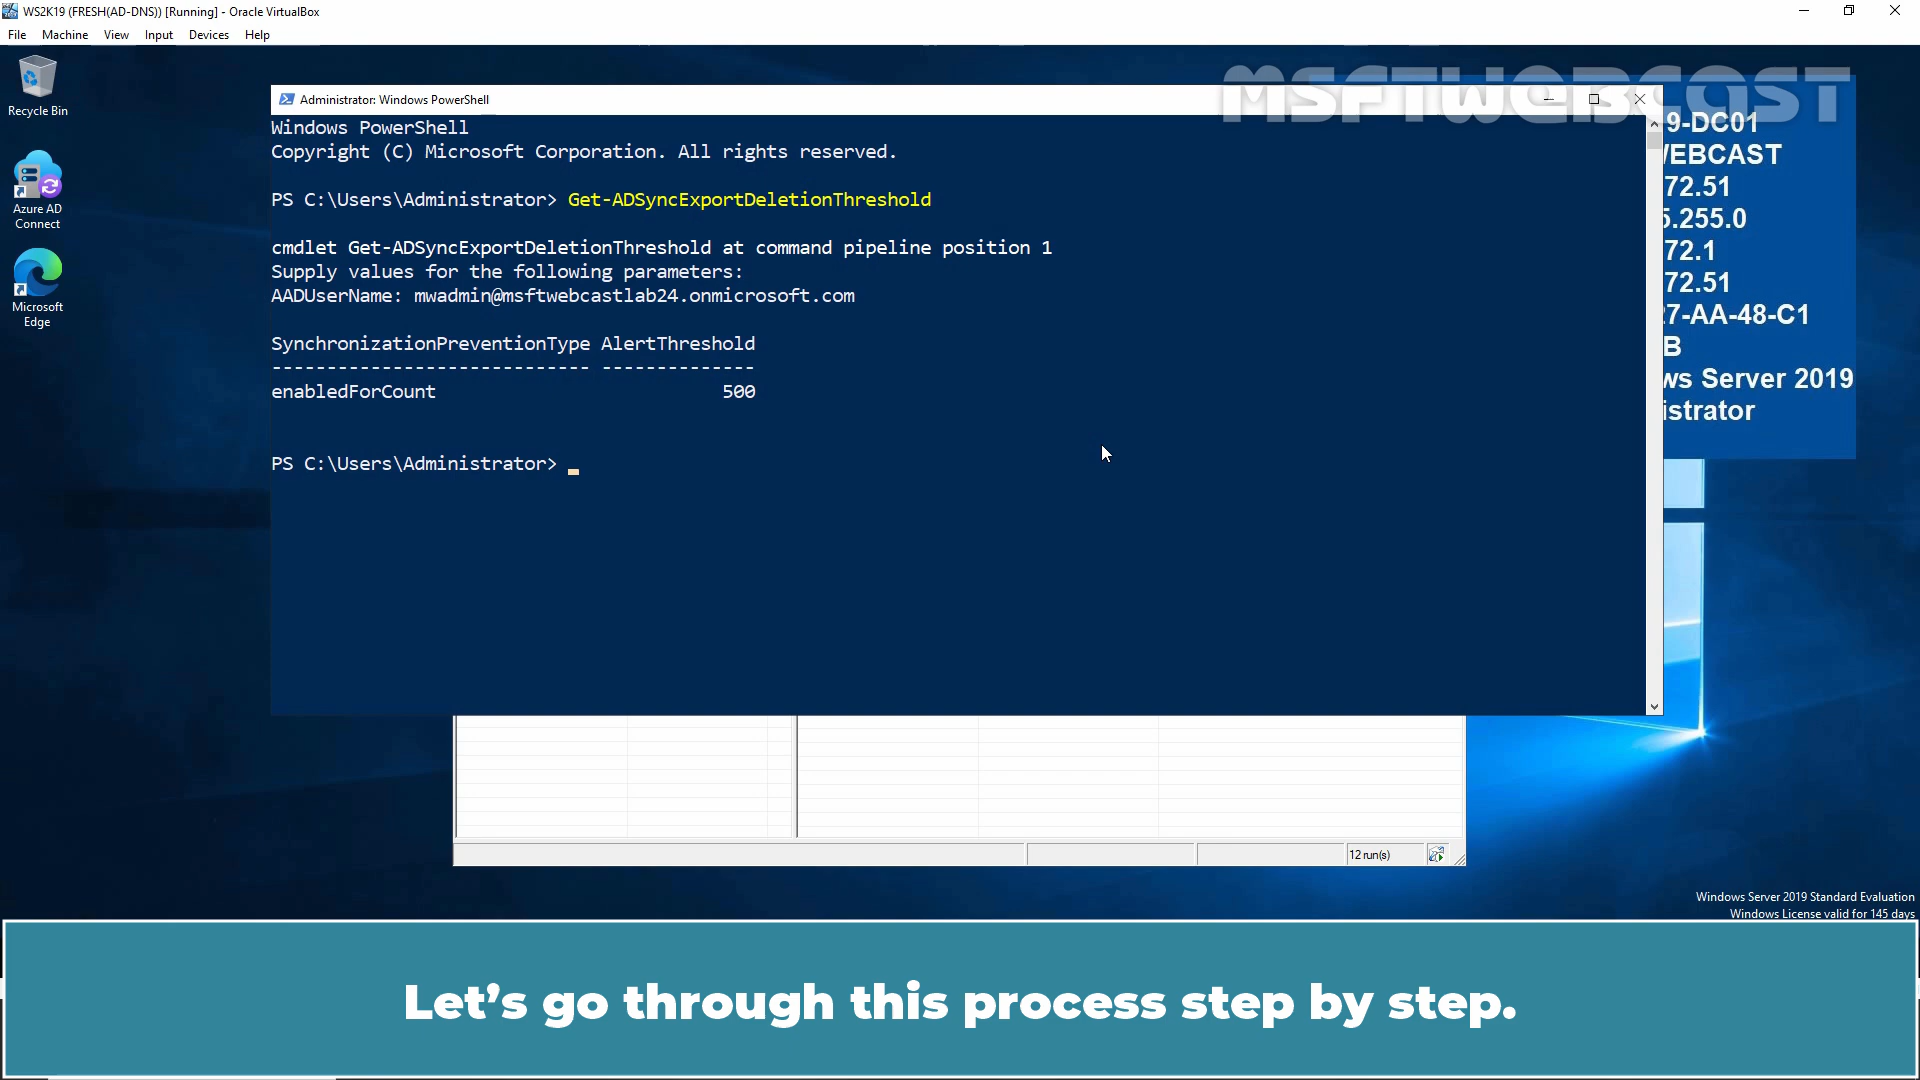 WS2K19 (FRESH(AD-DNS)) [Running] - Oracle VirtualBox
File Machine View Input Devices Help
Recycle Bin
Azure AD
Connect
Microsoft
Edge
MSFTWEBCAST
Administrator: Windows PowerShell
Windows PowerShell
Copyright (C) Microsoft Corporation. All rights reserved.
PS C:\Users\Administrator> Get-ADSyncExportDeletionThreshold
cmdlet Get-ADSyncExportDeletionThreshold at command pipeline position 1
Supply values for the following parameters:
AADUserName: mwadmin@msftwebcastlab24.onmicrosoft.com
SynchronizationPreventionType AlertThreshold
----------------------------- --------------
enabledForCount 500
PS C:\Users\Administrator>
9-DC01
WEBCAST
72.51
5.255.0
72.1
72.51
27-AA-48-C1
B
ws Server 2019
istrator
12 run(s)
Windows Server 2019 Standard Evaluation
Windows License valid for 145 days
Let’s go through this process step by step.